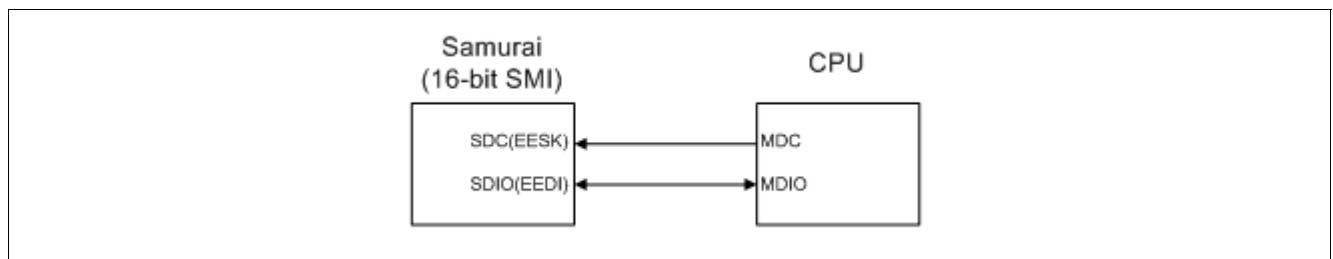 Samurai
(16-bit SMI)
CPU
SDC(EESK)
MDC
SDIO(EEDI)
MDIO